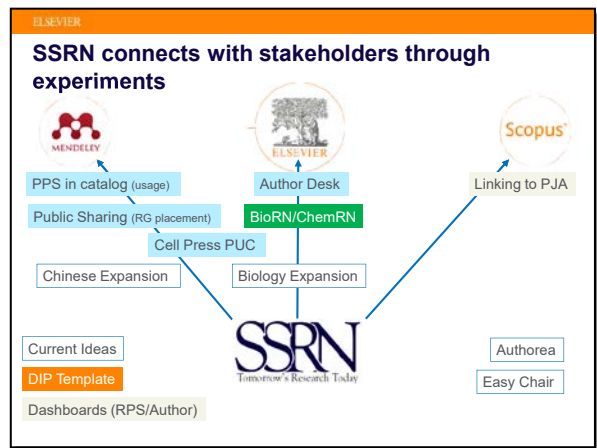 ELSEVIER
SSRN connects with stakeholders through
experiments
MENDELEY
ELSEVIER
Scopus
PPS in catalog (usage)
Author Desk
Linking to PJA
Public Sharing (RG placement)
BioRN/ChemRN
Cell Press PUC
Chinese Expansion
Biology Expansion
SSRN
Tomorrow's Research Today
Current Ideas
Authorea
DIP Template
Easy Chair
Dashboards (RPS/Author)